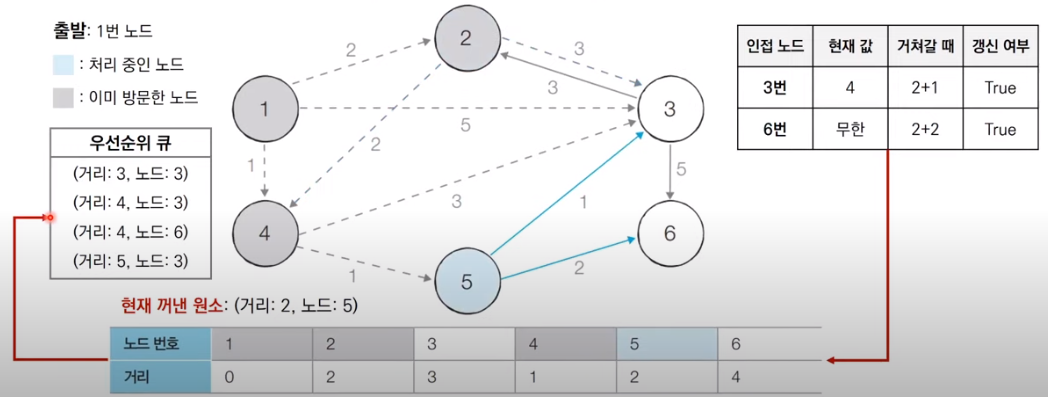 출발: 1번 노드
: 처리 중인 노드
: 이미 방문한 노드
우선순위 큐
(거리: 3, 노드: 3)
(거리: 4, 노드: 3)
(거리: 4, 노드: 6)
(거리: 5, 노드: 3)
1
2
3
4
5
6
2
3
3
5
2
1
3
5
1
1
2
인접 노드 현재 값 거쳐갈 때 갱신 여부
3번 4 2+1 True
6번 무한 2+2 True
현재 꺼낸 원소: (거리: 2, 노드: 5)
노드 번호 1 2 3 4 5 6
거리 0 2 3 1 2 4